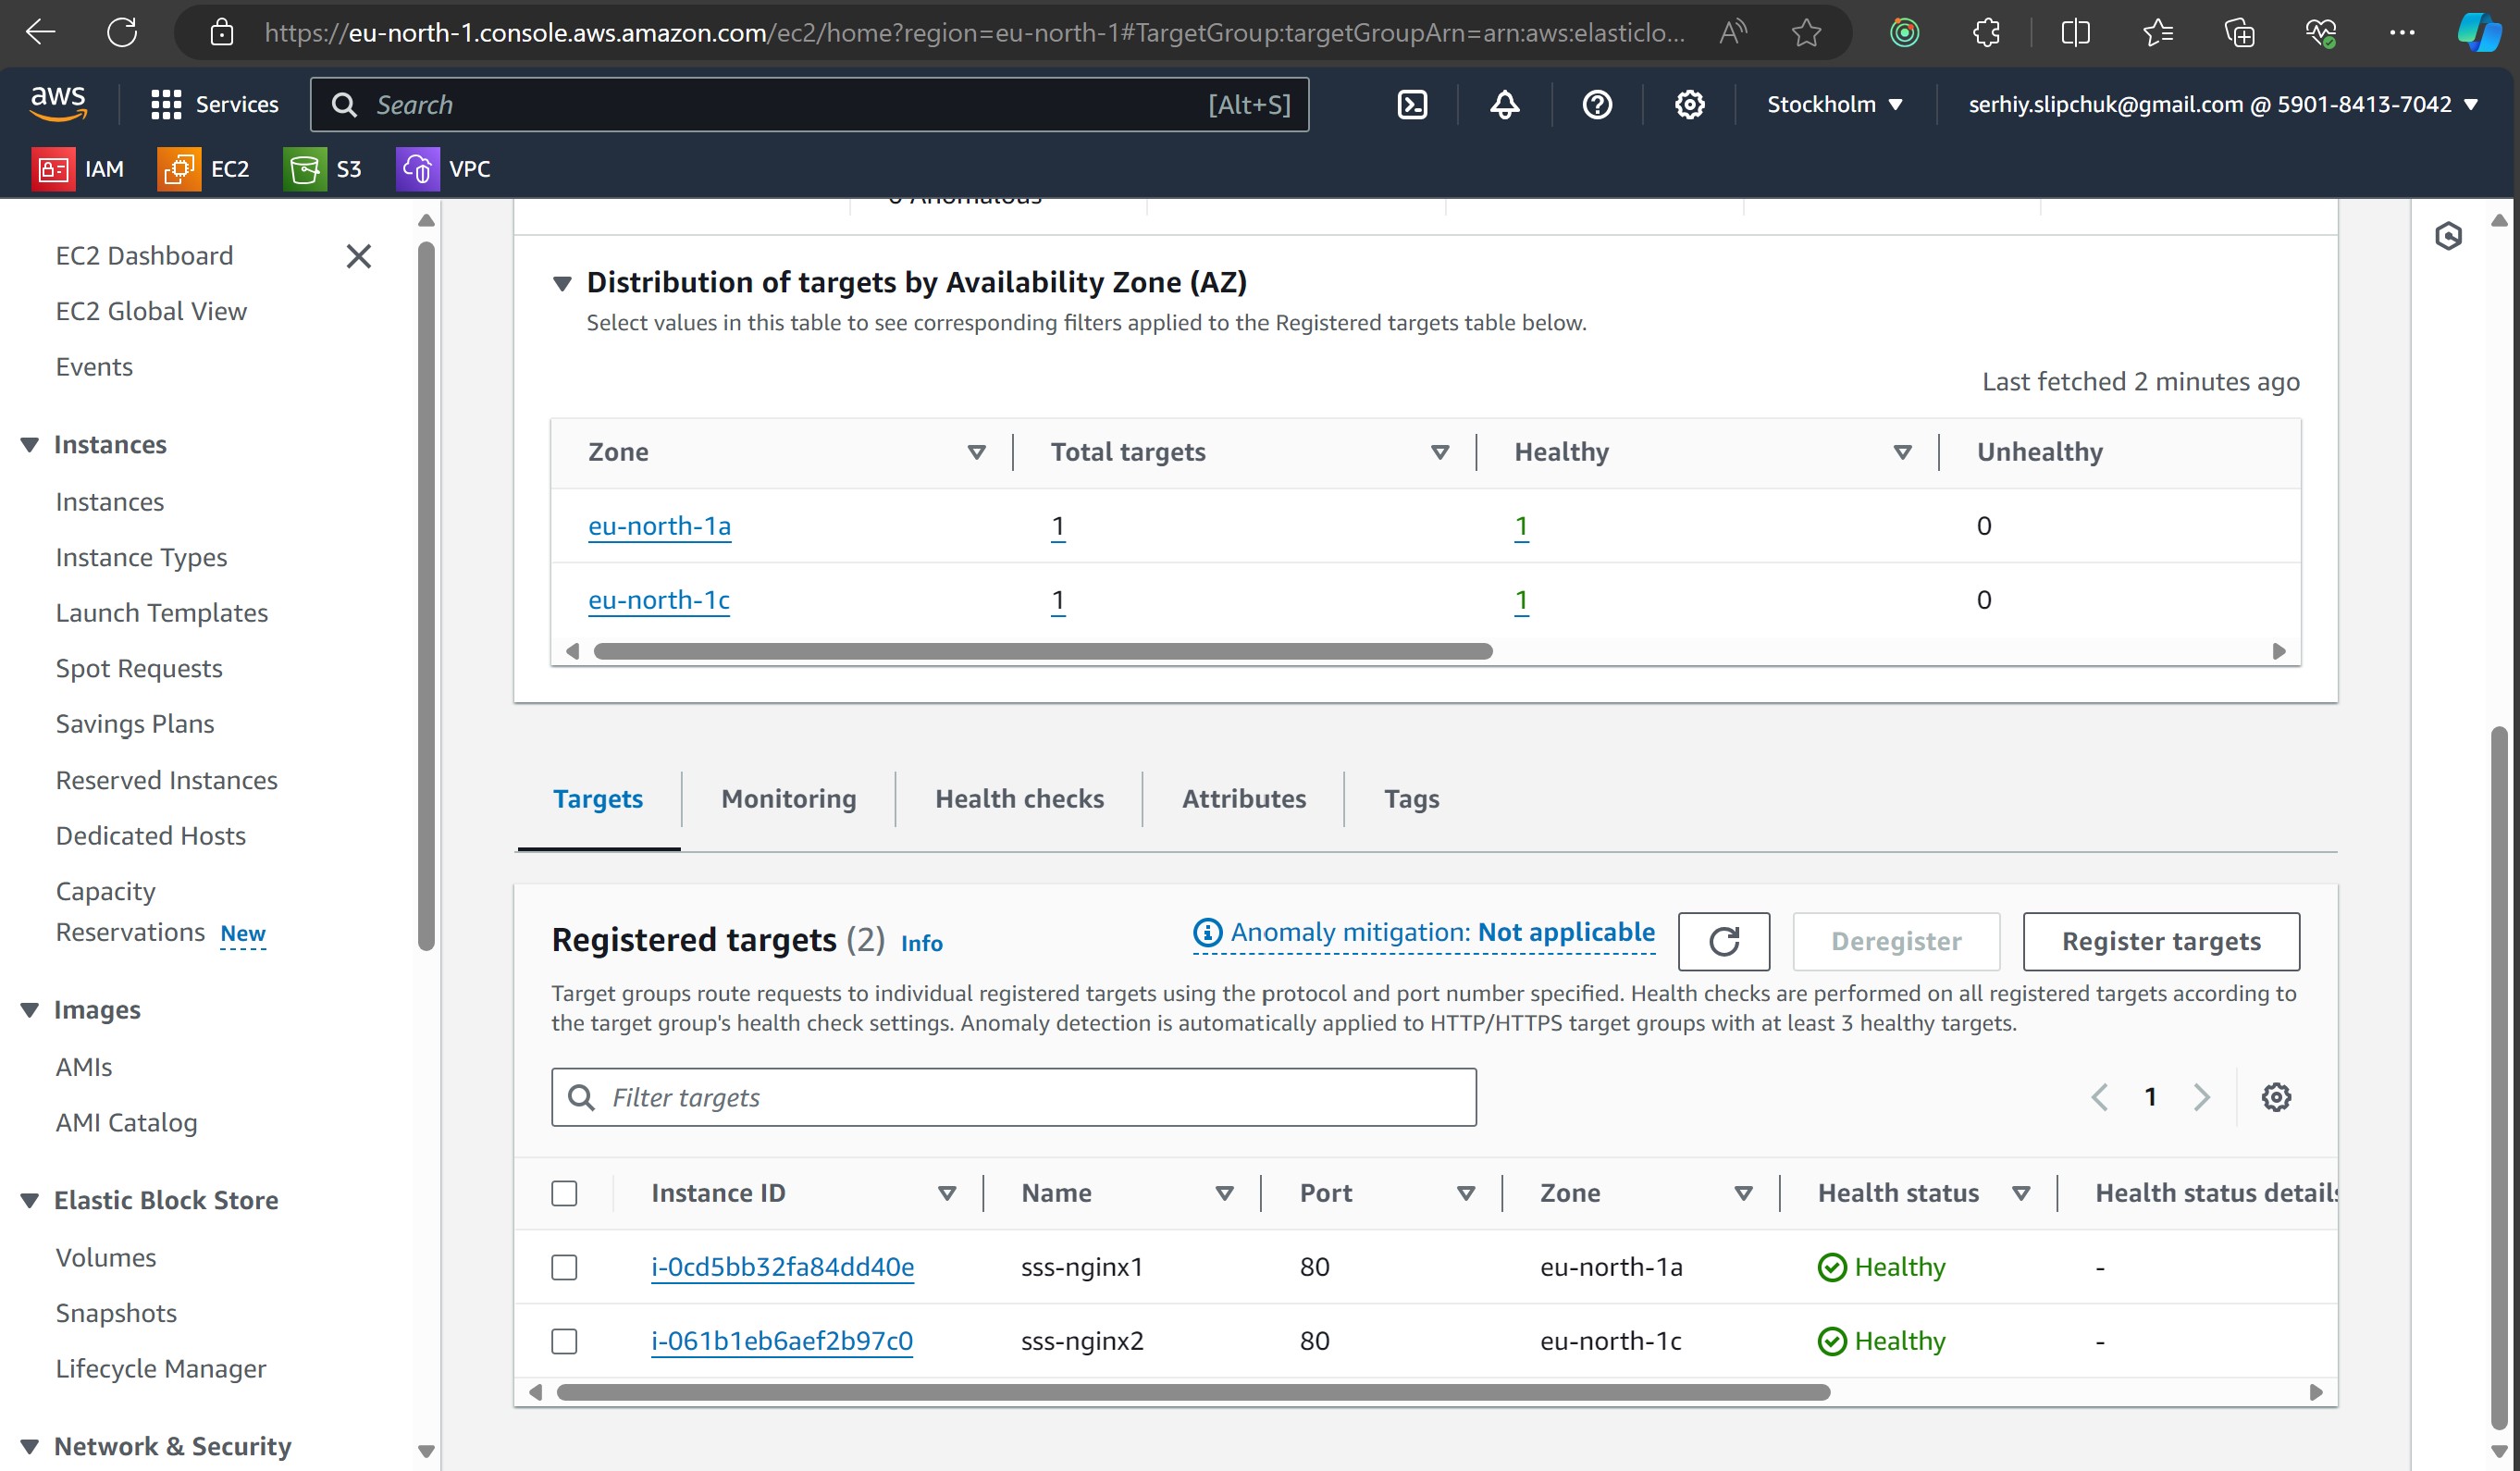 https://eu-north-1.console.aws.amazon.com/ec2/home?region=eu-north-1#TargetGroup:targetGroupArn=arn:aws:elasticlo...
aws
Services
Search
[Alt+S]
Stockholm
serhiy.slipchuk@gmail.com @ 5901-8413-7042
IAM
EC2
S3
VPC
EC2 Dashboard
EC2 Global View
Events
Instances
Instances
Instance Types
Launch Templates
Spot Requests
Savings Plans
Reserved Instances
Dedicated Hosts
Capacity
Reservations New
Images
AMIs
AMI Catalog
Elastic Block Store
Volumes
Snapshots
Lifecycle Manager
Network & Security
0 Anomalous
Distribution of targets by Availability Zone (AZ)
Select values in this table to see corresponding filters applied to the Registered targets table below.
Last fetched 2 minutes ago
Zone Total targets Healthy Unhealthy
eu-north-1a 1 1 0
eu-north-1c 1 1 0
Targets Monitoring Health checks Attributes Tags
Registered targets (2) Info
Anomaly mitigation: Not applicable
Deregister
Register targets
Target groups route requests to individual registered targets using the protocol and port number specified. Health checks are performed on all registered targets according to
the target group's health check settings. Anomaly detection is automatically applied to HTTP/HTTPS target groups with at least 3 healthy targets.
Filter targets
1
Instance ID Name Port Zone Health status Health status details
i-0cd5bb32fa84dd40e sss-nginx1 80 eu-north-1a Healthy -
i-061b1eb6aef2b97c0 sss-nginx2 80 eu-north-1c Healthy -